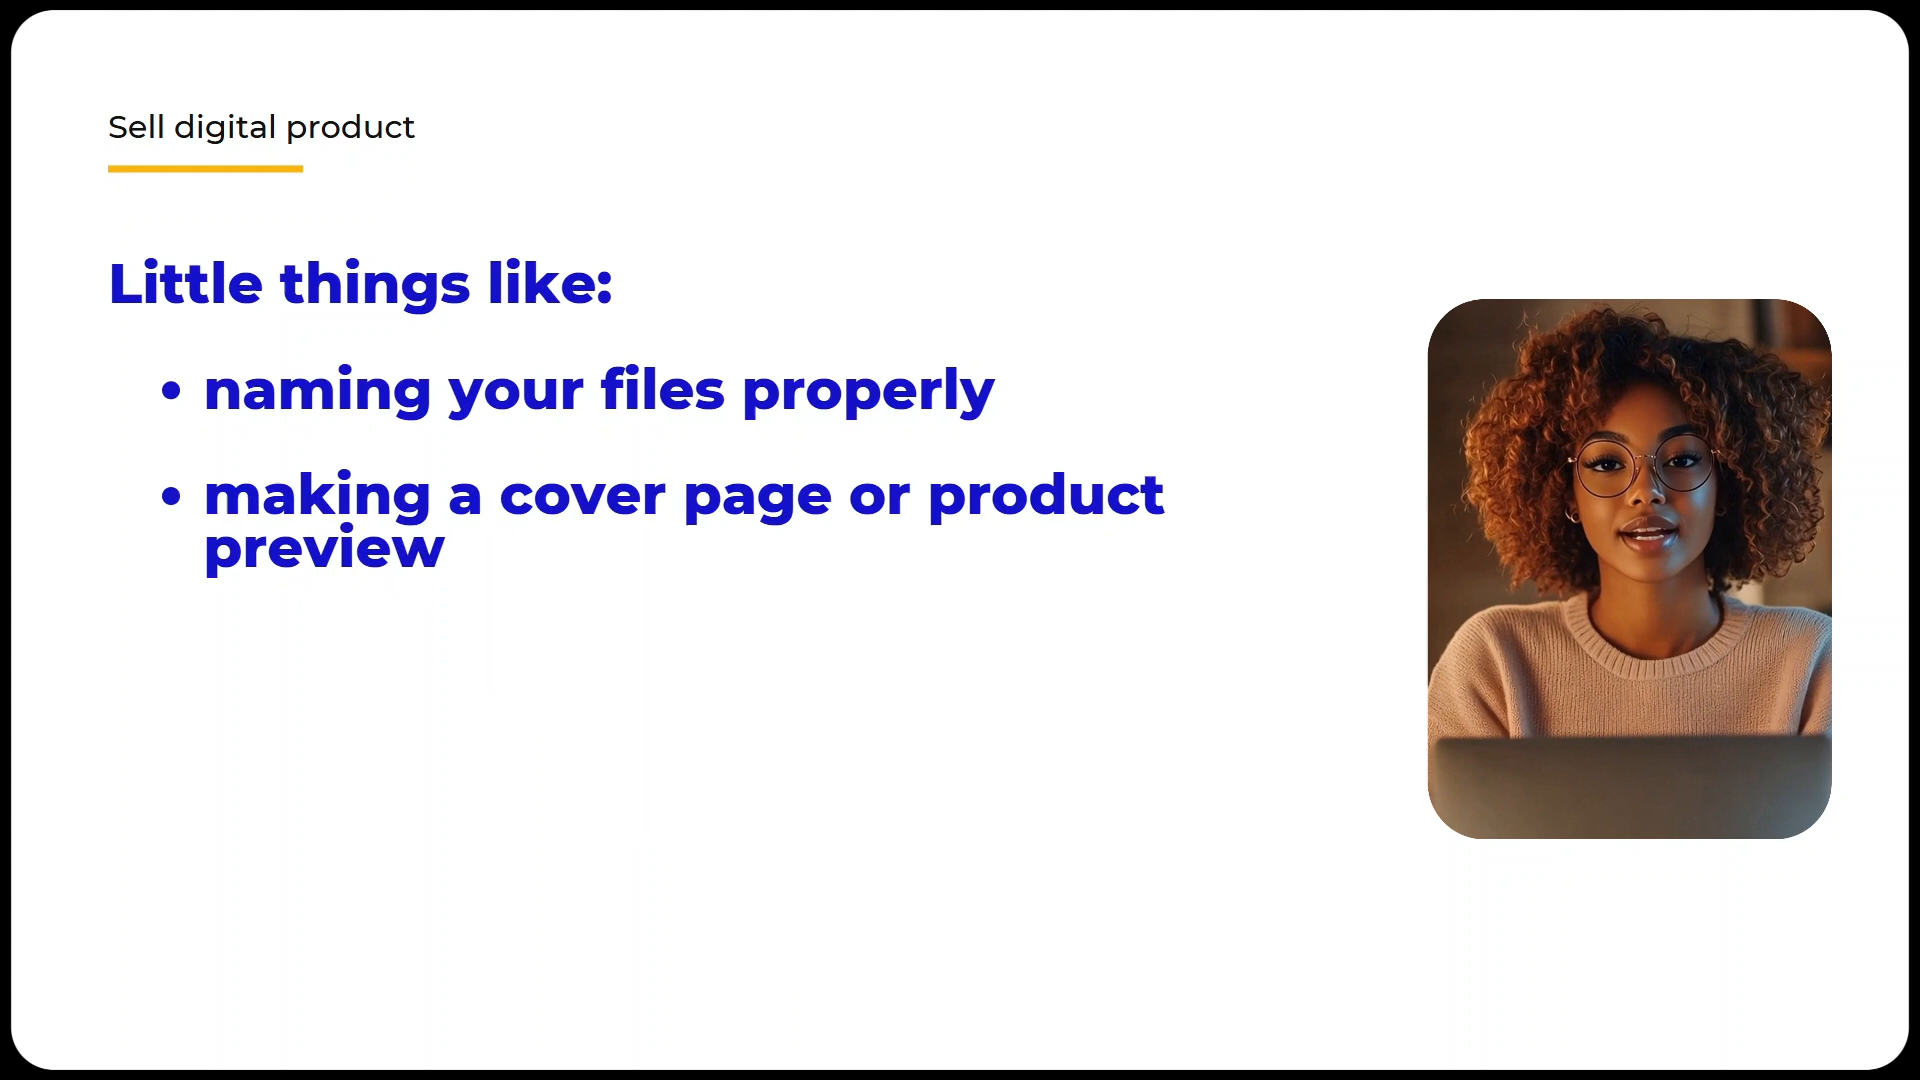 Sell digital product
Little things like:
• naming your files properly
• making a cover page or product
preview